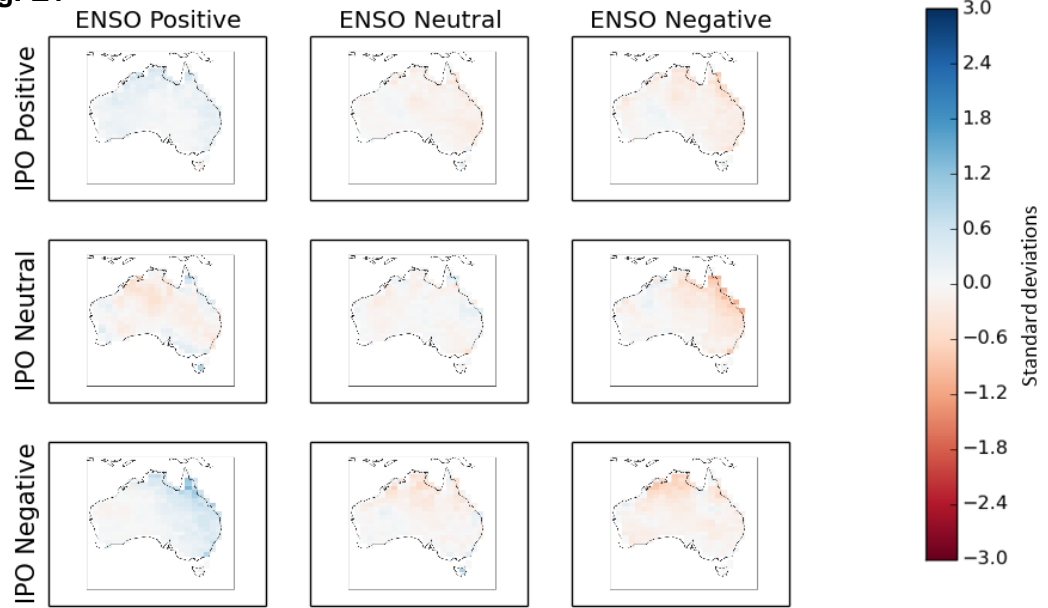 ENSO Positive ENSO Neutral ENSO Negative
IPO Positive
IPO Neutral
IPO Negative
3.0
2.4
1.8
1.2
0.6
0.0
−0.6
−1.2
−1.8
−2.4
−3.0
Standard deviations